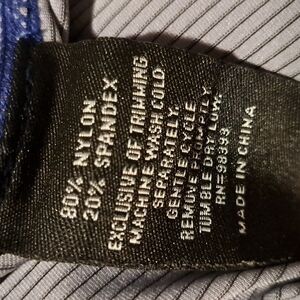 80% NYLON
20% SPANDEX
EXCLUSIVE OF TRIMMING
MACHINE WASH COLD
SEPARATELY.
GENTLE CYCLE
REMOVE PROMPTLY.
TUMBLE DRY LOW.
RN=98393
MADE IN CHINA